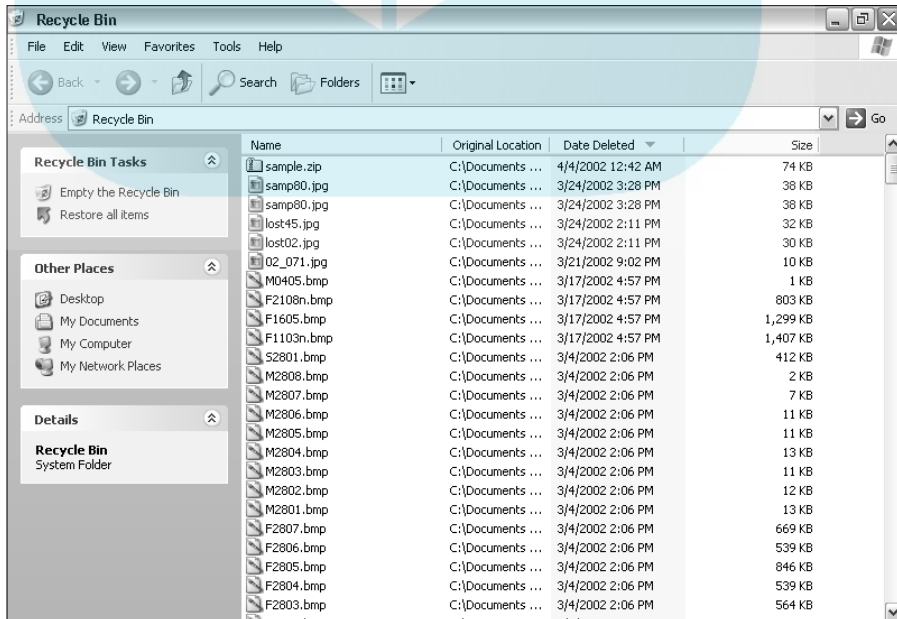 Recycle Bin
File Edit View Favorites Tools Help
Back Search Folders
Address Recycle Bin Go
Recycle Bin Tasks
Empty the Recycle Bin
Restore all items
Other Places
Desktop
My Documents
My Computer
My Network Places
Details
Recycle Bin
System Folder
Name Original Location Date Deleted Size
sample.zip C:\Documents ... 4/4/2002 12:42 AM 74 KB
samp80.jpg C:\Documents ... 3/24/2002 3:28 PM 38 KB
samp80.jpg C:\Documents ... 3/24/2002 3:28 PM 38 KB
lost45.jpg C:\Documents ... 3/24/2002 2:11 PM 32 KB
lost02.jpg C:\Documents ... 3/24/2002 2:11 PM 30 KB
02_071.jpg C:\Documents ... 3/21/2002 9:02 PM 10 KB
M0405.bmp C:\Documents ... 3/17/2002 4:57 PM 1 KB
F2108n.bmp C:\Documents ... 3/17/2002 4:57 PM 803 KB
F1605.bmp C:\Documents ... 3/17/2002 4:57 PM 1,299 KB
F1103n.bmp C:\Documents ... 3/17/2002 4:57 PM 1,407 KB
S2801.bmp C:\Documents ... 3/4/2002 2:06 PM 412 KB
M2808.bmp C:\Documents ... 3/4/2002 2:06 PM 2 KB
M2807.bmp C:\Documents ... 3/4/2002 2:06 PM 7 KB
M2806.bmp C:\Documents ... 3/4/2002 2:06 PM 11 KB
M2805.bmp C:\Documents ... 3/4/2002 2:06 PM 11 KB
M2804.bmp C:\Documents ... 3/4/2002 2:06 PM 13 KB
M2803.bmp C:\Documents ... 3/4/2002 2:06 PM 11 KB
M2802.bmp C:\Documents ... 3/4/2002 2:06 PM 12 KB
M2801.bmp C:\Documents ... 3/4/2002 2:06 PM 13 KB
F2807.bmp C:\Documents ... 3/4/2002 2:06 PM 669 KB
F2806.bmp C:\Documents ... 3/4/2002 2:06 PM 539 KB
F2805.bmp C:\Documents ... 3/4/2002 2:06 PM 846 KB
F2804.bmp C:\Documents ... 3/4/2002 2:06 PM 539 KB
F2803.bmp C:\Documents ... 3/4/2002 2:06 PM 564 KB